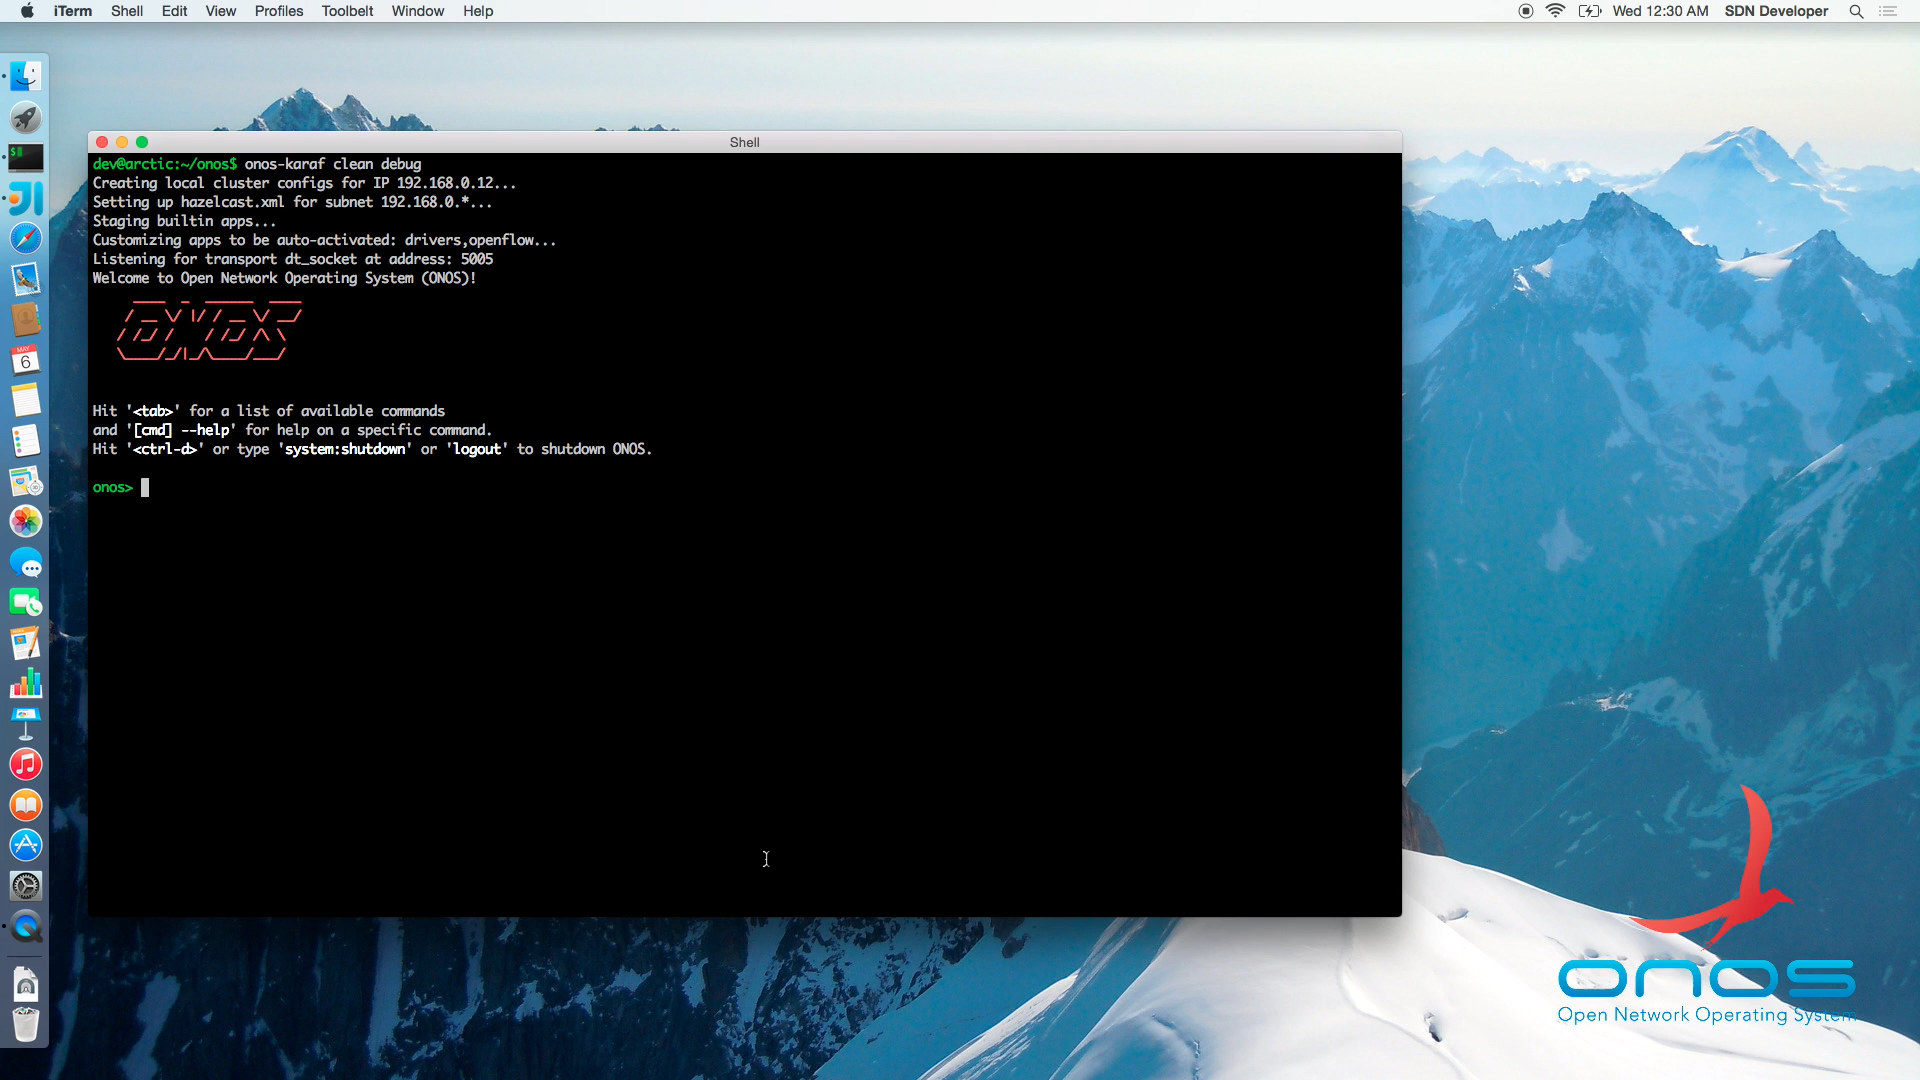 iTerm Shell Edit View Profiles Toolbelt Window Help Wed 12:30 AM SDN Developer
Shell
dev@arctic:~/onos$ onos-karaf clean debug
Creating local cluster configs for IP 192.168.0.12...
Setting up hazelcast.xml for subnet 192.168.0.*...
Staging builtin apps...
Customizing apps to be auto-activated: drivers,openflow...
Listening for transport dt_socket at address: 5005
Welcome to Open Network Operating System (ONOS)!
Hit '<tab>' for a list of available commands
and '[cmd] --help' for help on a specific command.
Hit '<ctrl-d>' or type 'system:shutdown' or 'logout' to shutdown ONOS.
onos>
MAY
6
onos
Open Network Operating System